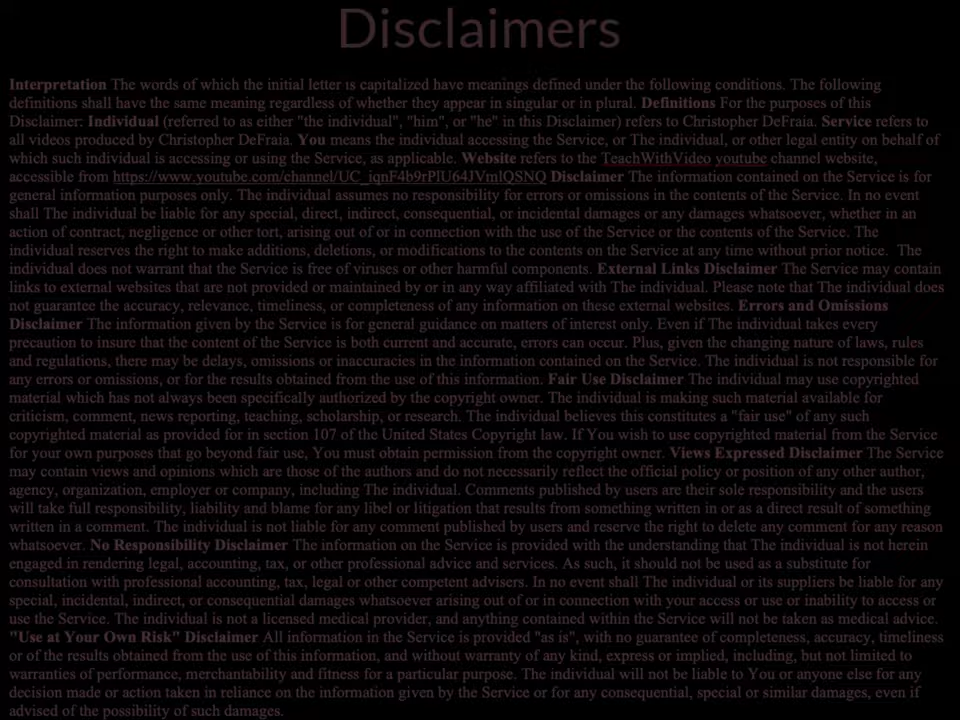 Disclaimers
Interpretation The words of which the initial letter is capitalized have meanings defined under the following conditions. The following
definitions shall have the same meaning regardless of whether they appear in singular or in plural. Definitions For the purposes of this
Disclaimer: Individual (referred to as either "the individual", "him", or "he" in this Disclaimer) refers to Christopher DeFraia. Service refers to
all videos produced by Christopher DeFraia. You means the individual accessing the Service, or The individual, or other legal entity on behalf of
which such individual is accessing or using the Service, as applicable. Website refers to the TeachWithVideo youtube channel website,
accessible from https://www.youtube.com/channel/UC_iqnF4b9rPlU64JVmlQSNQ Disclaimer The information contained on the Service is for
general information purposes only. The individual assumes no responsibility for errors or omissions in the contents of the Service. In no event
shall The individual be liable for any special, direct, indirect, consequential, or incidental damages or any damages whatsoever, whether in an
action of contract, negligence or other tort, arising out of or in connection with the use of the Service or the contents of the Service. The
individual reserves the right to make additions, deletions, or modifications to the contents on the Service at any time without prior notice. The
individual does not warrant that the Service is free of viruses or other harmful components. External Links Disclaimer The Service may contain
links to external websites that are not provided or maintained by or in any way affiliated with The individual. Please note that The individual does
not guarantee the accuracy, relevance, timeliness, or completeness of any information on these external websites. Errors and Omissions
Disclaimer The information given by the Service is for general guidance on matters of interest only. Even if The individual takes every
precaution to insure that the content of the Service is both current and accurate, errors can occur. Plus, given the changing nature of laws, rules
and regulations, there may be delays, omissions or inaccuracies in the information contained on the Service. The individual is not responsible for
any errors or omissions, or for the results obtained from the use of this information. Fair Use Disclaimer The individual may use copyrighted
material which has not always been specifically authorized by the copyright owner. The individual is making such material available for
criticism, comment, news reporting, teaching, scholarship, or research. The individual believes this constitutes a "fair use" of any such
copyrighted material as provided for in section 107 of the United States Copyright law. If You wish to use copyrighted material from the Service
for your own purposes that go beyond fair use, You must obtain permission from the copyright owner. Views Expressed Disclaimer The Service
may contain views and opinions which are those of the authors and do not necessarily reflect the official policy or position of any other author,
agency, organization, employer or company, including The individual. Comments published by users are their sole responsibility and the users
will take full responsibility, liability and blame for any libel or litigation that results from something written in or as a direct result of something
written in a comment. The individual is not liable for any comment published by users and reserve the right to delete any comment for any reason
whatsoever. No Responsibility Disclaimer The information on the Service is provided with the understanding that The individual is not herein
engaged in rendering legal, accounting, tax, or other professional advice and services. As such, it should not be used as a substitute for
consultation with professional accounting, tax, legal or other competent advisers. In no event shall The individual or its suppliers be liable for any
special, incidental, indirect, or consequential damages whatsoever arising out of or in connection with your access or use or inability to access or
use the Service. The individual is not a licensed medical provider, and anything contained within the Service will not be taken as medical advice.
"Use at Your Own Risk" Disclaimer All information in the Service is provided "as is", with no guarantee of completeness, accuracy, timeliness
or of the results obtained from the use of this information, and without warranty of any kind, express or implied, including, but not limited to
warranties of performance, merchantability and fitness for a particular purpose. The individual will not be liable to You or anyone else for any
decision made or action taken in reliance on the information given by the Service or for any consequential, special or similar damages, even if
advised of the possibility of such damages.